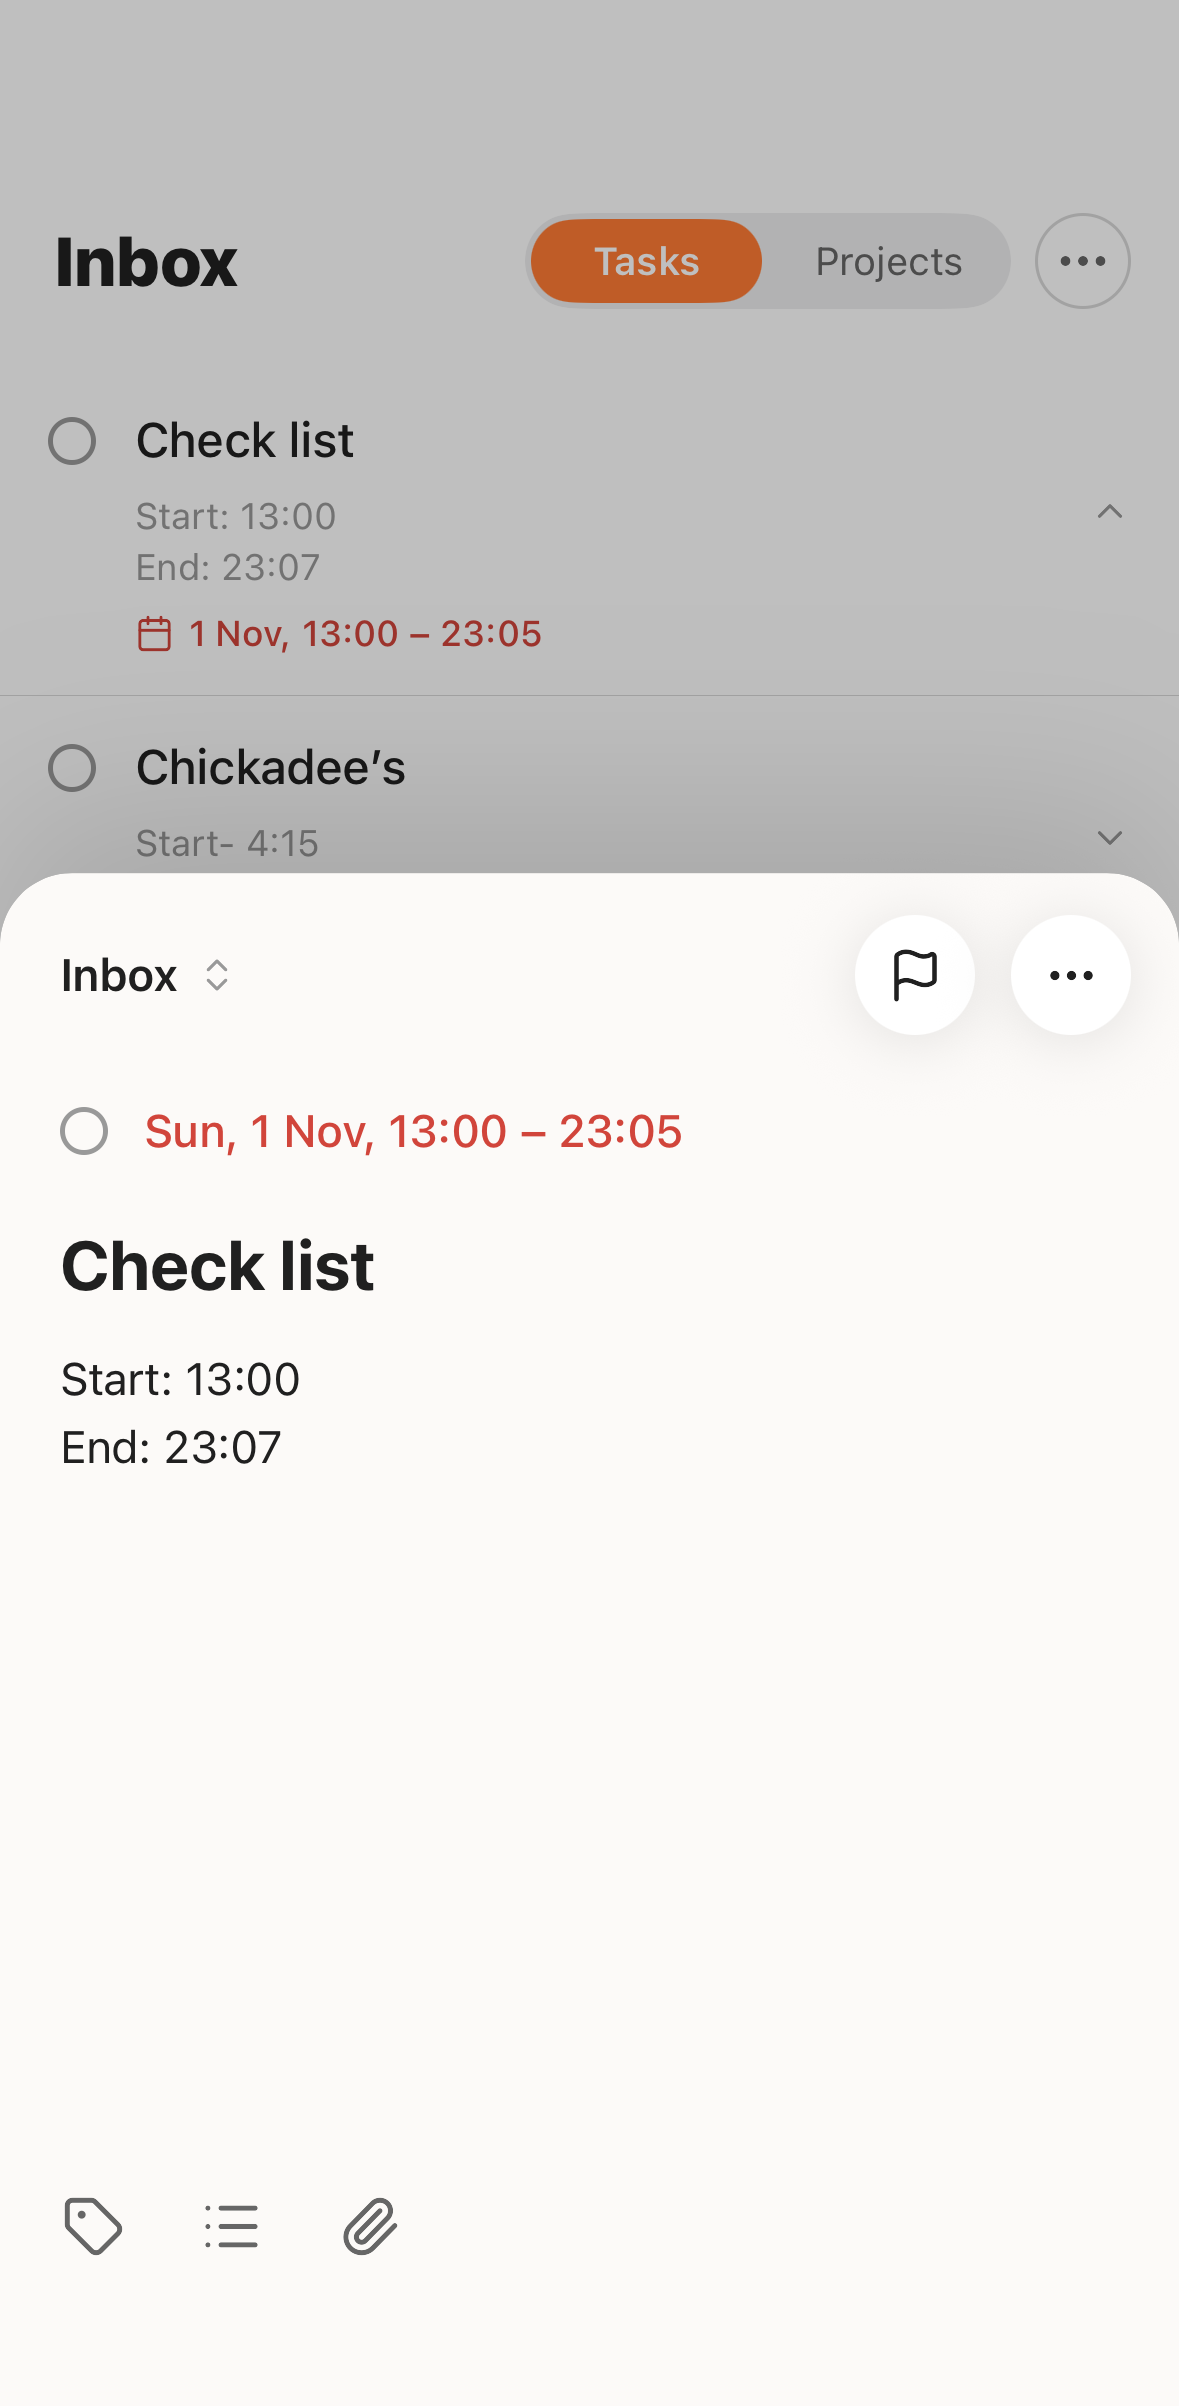 Inbox
Tasks
Projects
Check list
Start: 13:00
End: 23:07
1 Nov, 13:00 – 23:05
Chickadee’s
Start- 4:15
Inbox
Sun, 1 Nov, 13:00 – 23:05
Check list
Start: 13:00
End: 23:07